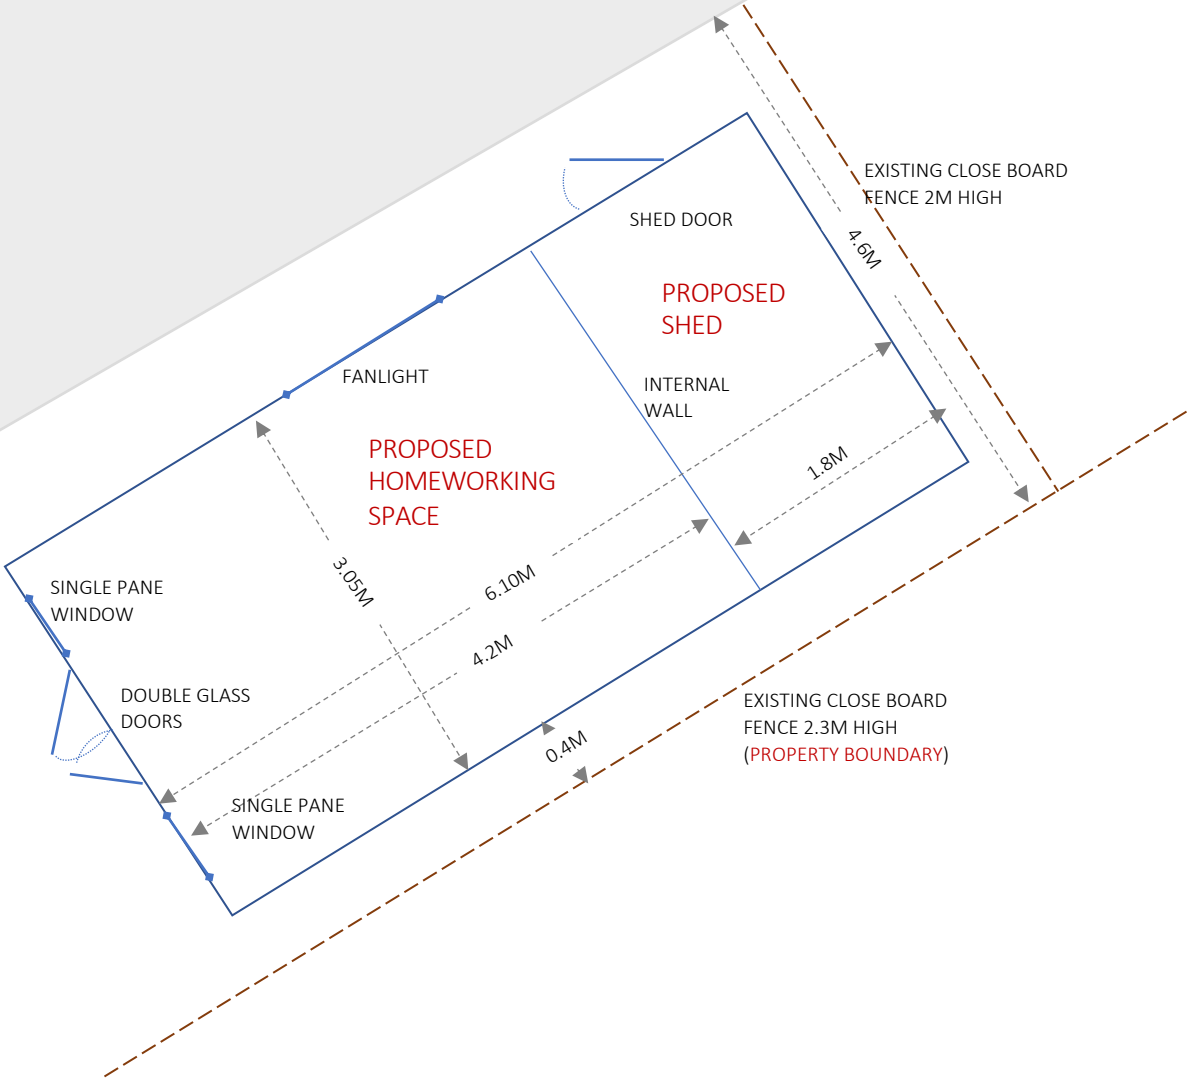 EXISTING CLOSE BOARD
FENCE 2M HIGH
SHED DOOR
4.6M
PROPOSED
SHED
FANLIGHT
INTERNAL
WALL
PROPOSED
HOMEWORKING
SPACE
1.8M
3.05M
6.10M
SINGLE PANE
WINDOW
4.2M
DOUBLE GLASS
DOORS
EXISTING CLOSE BOARD
FENCE 2.3M HIGH
(PROPERTY BOUNDARY)
0.4M
SINGLE PANE
WINDOW